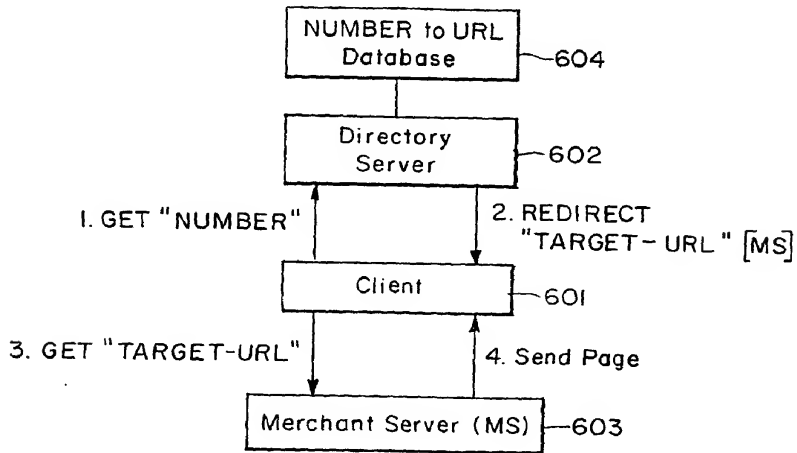 NUMBER to URL
Database
604
Directory
Server
602
1. GET "NUMBER"
2. REDIRECT
"TARGET-URL" [MS]
Client
601
3. GET "TARGET-URL"
4. Send Page
Merchant Server (MS)
603